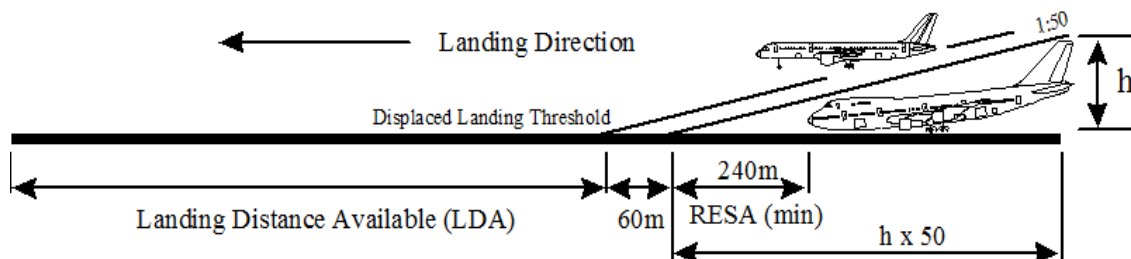 1:50
Landing Direction
h
Displaced Landing Threshold
240m
Landing Distance Available (LDA)
60m
RESA (min)
h x 50